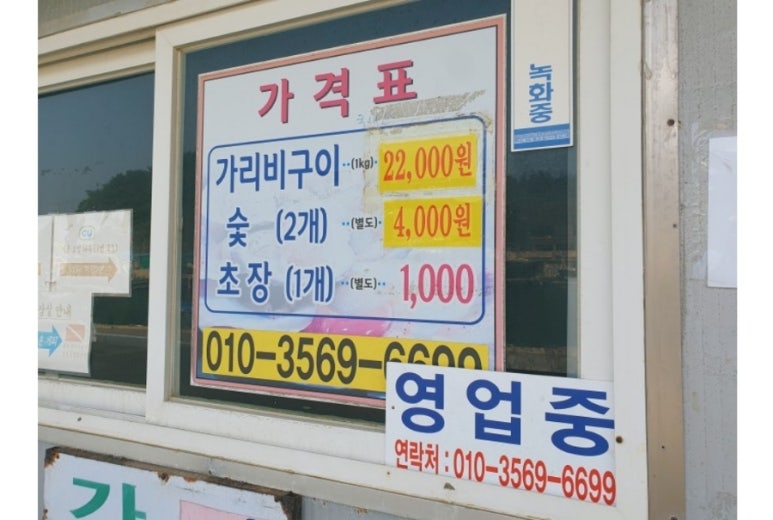 가격표
가리비구이 ··(1kg)· 22,000원
숯 (2개) ··(별도)· 4,000원
초장 (1개) ··(별도)·· 1,000
010-3569-6699
녹화중
영업중
연락처 : 010-3569-6699